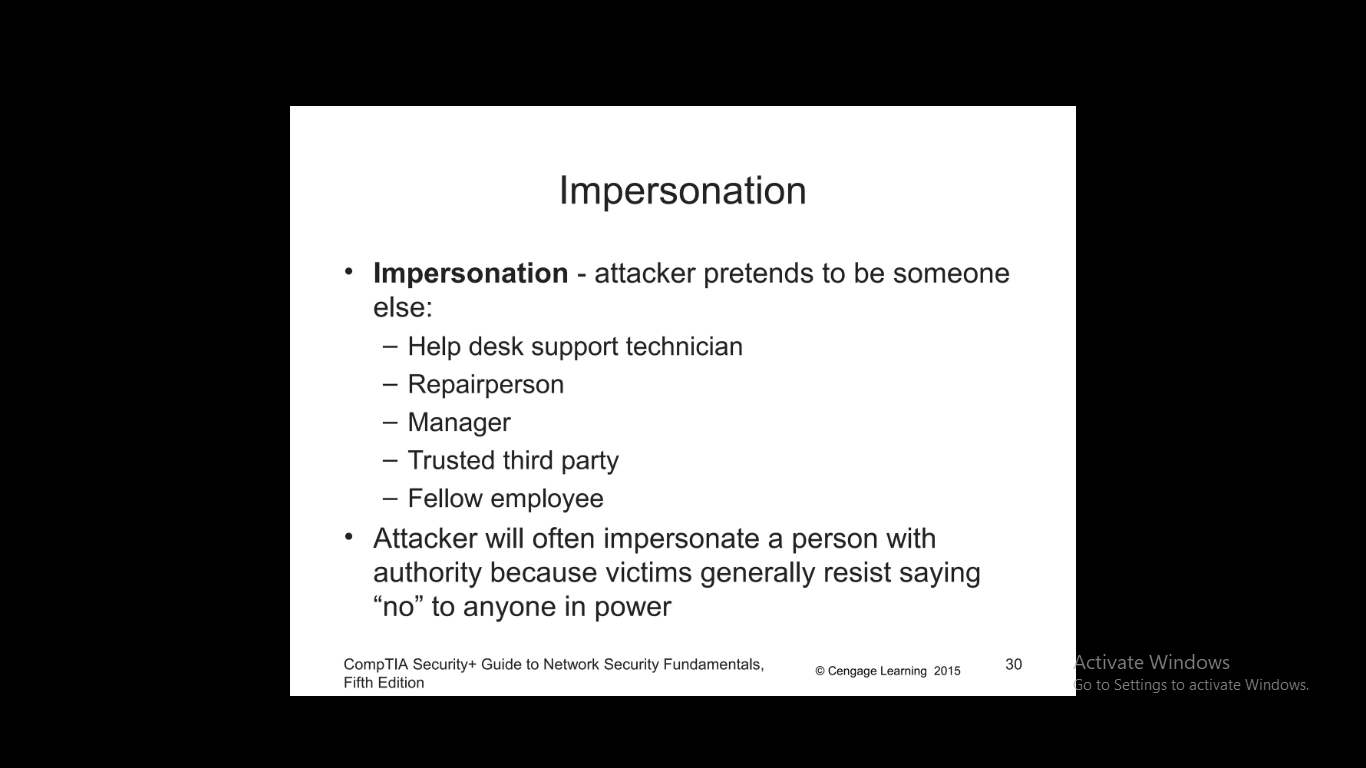 Impersonation
• Impersonation - attacker pretends to be someone
else:
– Help desk support technician
– Repairperson
– Manager
– Trusted third party
– Fellow employee
• Attacker will often impersonate a person with
authority because victims generally resist saying
“no” to anyone in power
CompTIA Security+ Guide to Network Security Fundamentals,
Fifth Edition
© Cengage Learning 2015
30
Activate Windows
Go to Settings to activate Windows.